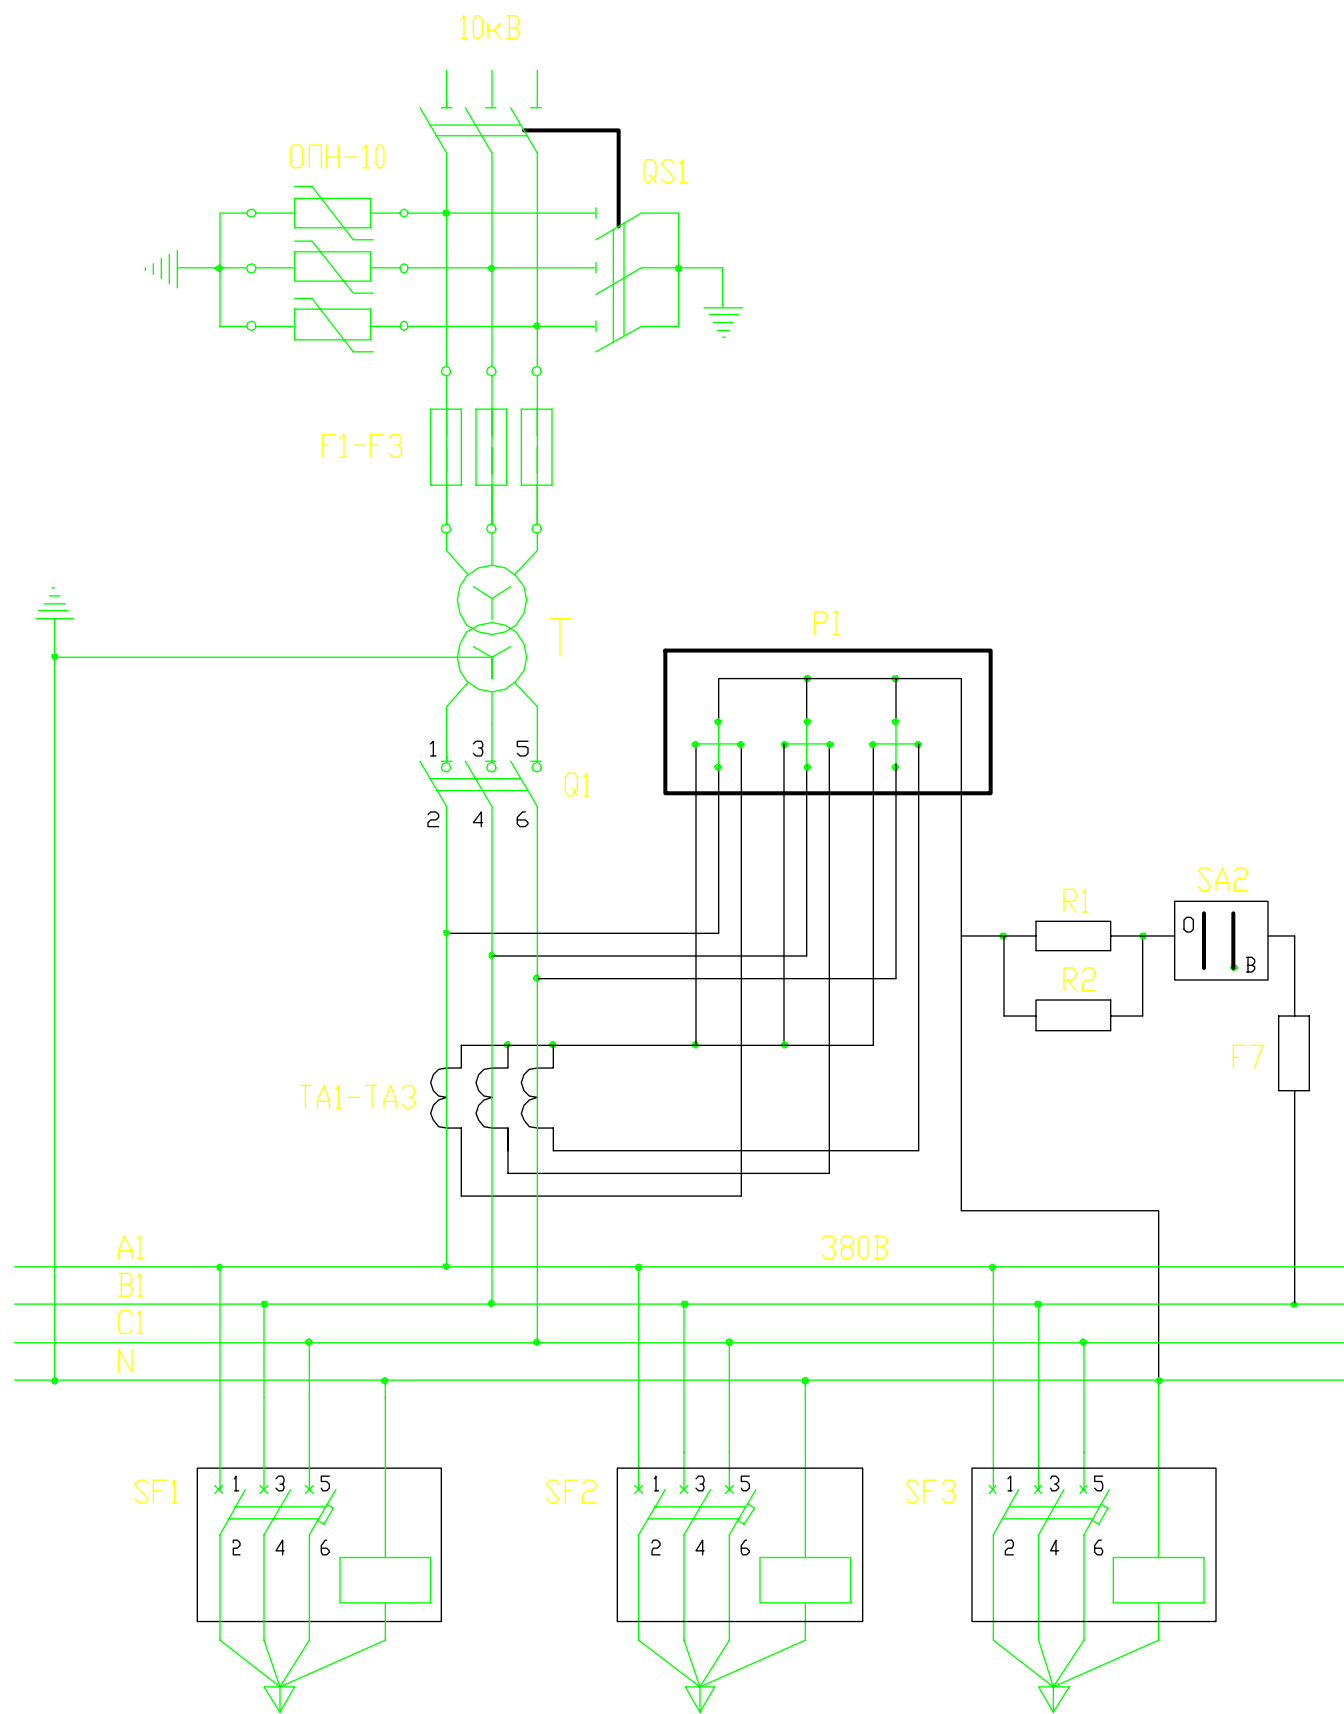 10кВ
ОПН-10
QS1
F1-F3
T
PI
1 3 5
Q1
2 4 6
SA2
R1
O
B
R2
F7
TA1-TA3
A1
380В
B1
C1
N
SF1
1 3 5
2 4 6
SF2
1 3 5
2 4 6
SF3
1 3 5
2 4 6